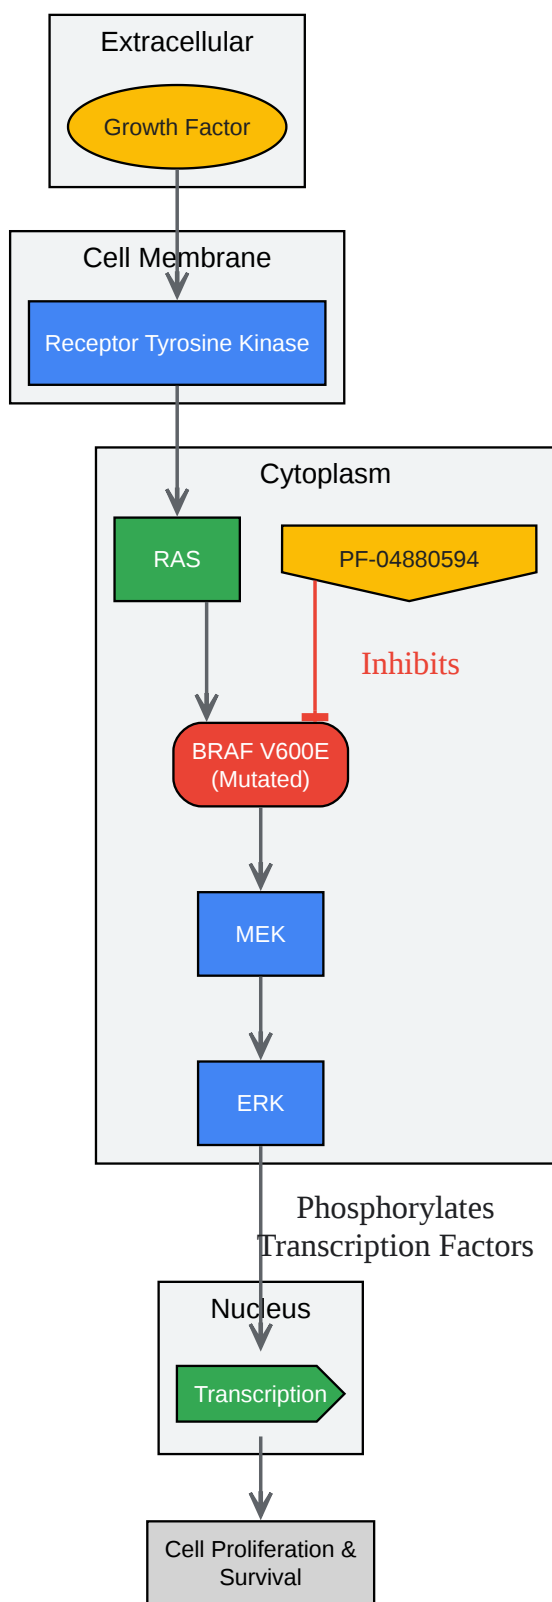 Extracellular
Growth Factor
Cell Membrane
Receptor Tyrosine Kinase
Cytoplasm
RAS
PF-04880594
Inhibits
BRAF V600E
(Mutated)
MEK
ERK
Phosphorylates
Transcription Factors
Nucleus
Transcription
Cell Proliferation &
Survival